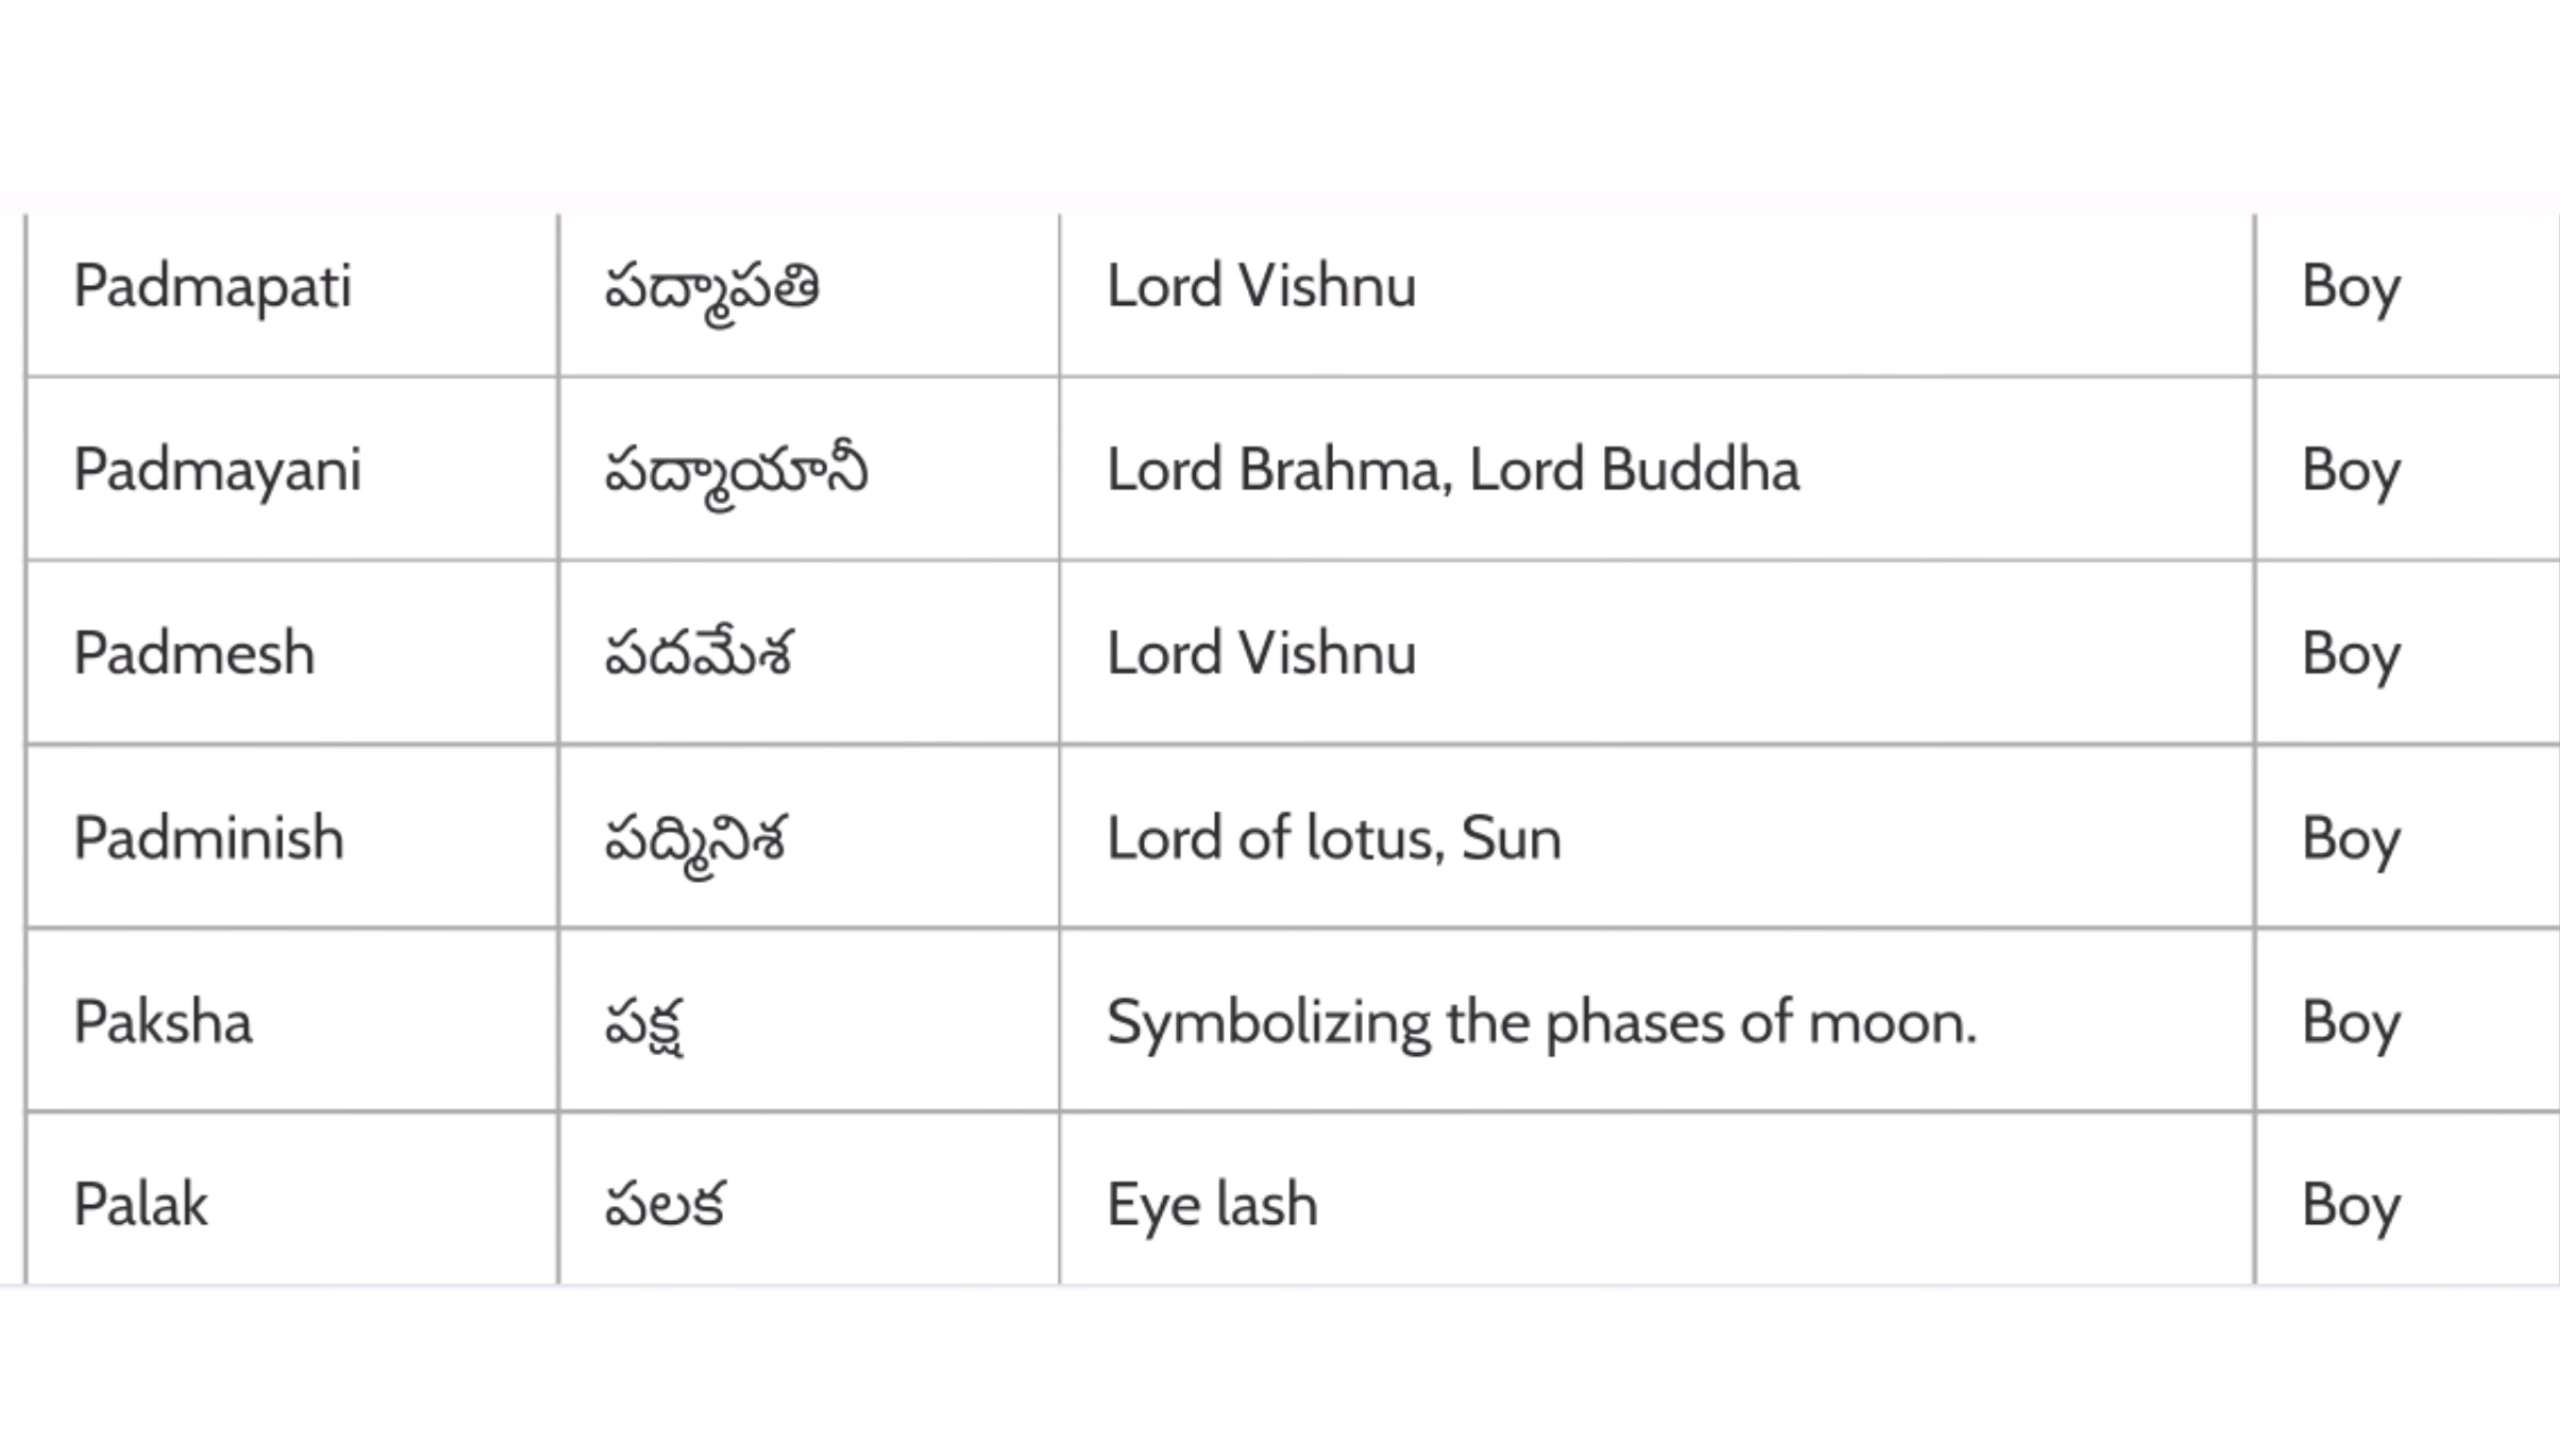 Padmapati పద్మాపతి Lord Vishnu Boy
Padmayani పద్మాయానీ Lord Brahma, Lord Buddha Boy
Padmesh పదమేశ Lord Vishnu Boy
Padminish పద్మినిశ Lord of lotus, Sun Boy
Paksha పక్ష Symbolizing the phases of moon. Boy
Palak పలక Eye lash Boy